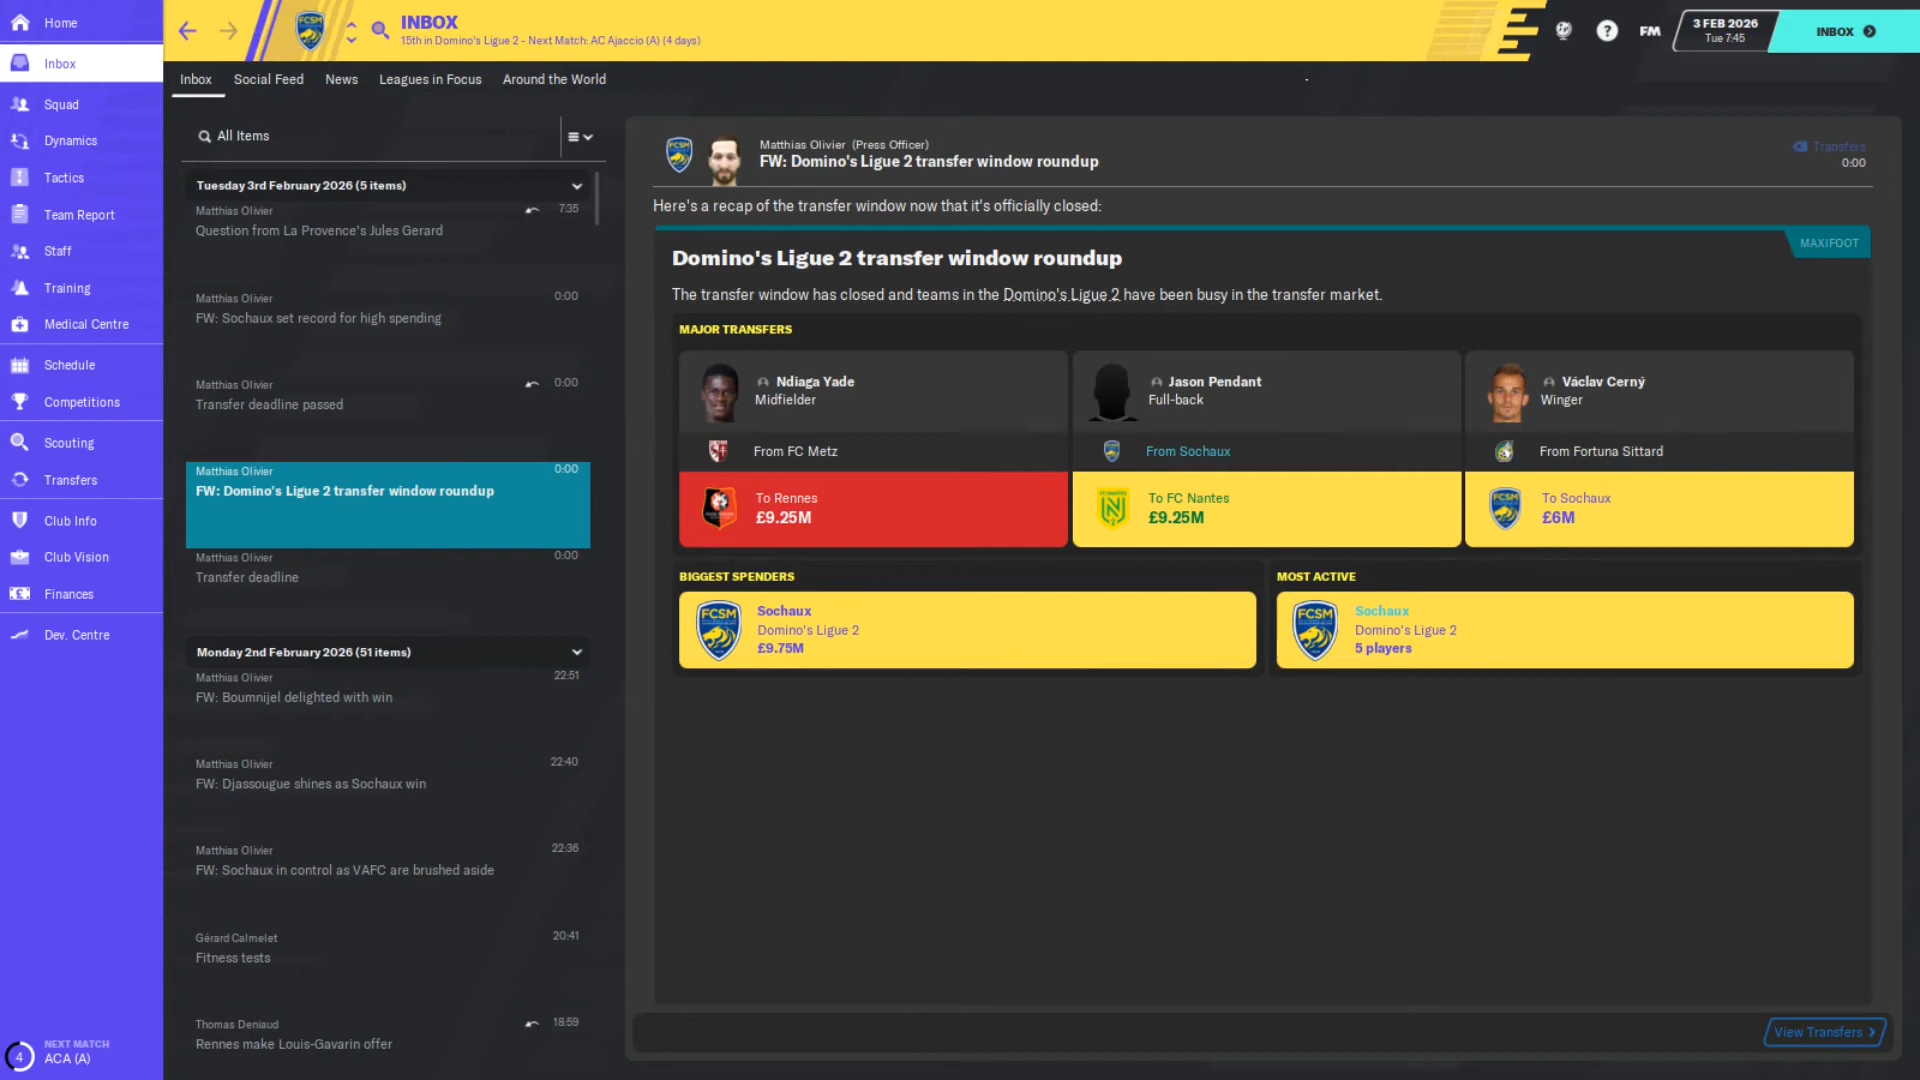 Home
Inbox
Squad
Dynamics
Tactics
Team Report
Staff
Training
Medical Centre
Schedule
Competitions
Scouting
Transfers
Club Info
Club Vision
Finances
Dev. Centre
4
NEXT MATCH
ACA (A)
FCSM
INBOX
15th in Domino's Ligue 2 - Next Match: AC Ajaccio (A) (4 days)
?
FM
3 FEB 2026
Tue 7:45
INBOX
Inbox
Social Feed
News
Leagues in Focus
Around the World
All Items
Tuesday 3rd February 2026 (5 items)
Matthias Olivier
7:35
Question from La Provence's Jules Gerard
Matthias Olivier
0:00
FW: Sochaux set record for high spending
Matthias Olivier
0:00
Transfer deadline passed
Matthias Olivier
0:00
FW: Domino's Ligue 2 transfer window roundup
Matthias Olivier
0:00
Transfer deadline
Monday 2nd February 2026 (51 items)
Matthias Olivier
22:51
FW: Boumnijel delighted with win
Matthias Olivier
22:40
FW: Djassougue shines as Sochaux win
Matthias Olivier
22:36
FW: Sochaux in control as VAFC are brushed aside
Gérard Calmelet
20:41
Fitness tests
Thomas Deniaud
18:59
Rennes make Louis-Gavarin offer
FCSM
Matthias Olivier (Press Officer)
FW: Domino's Ligue 2 transfer window roundup
Transfers
0:00
Here's a recap of the transfer window now that it's officially closed:
MAXIFOOT
Domino's Ligue 2 transfer window roundup
The transfer window has closed and teams in the Domino's Ligue 2 have been busy in the transfer market.
MAJOR TRANSFERS
Ndiaga Yade
Midfielder
From FC Metz
To Rennes
£9.25M
Jason Pendant
Full-back
From Sochaux
To FC Nantes
£9.25M
Václav Cerný
Winger
From Fortuna Sittard
FCSM
To Sochaux
£6M
BIGGEST SPENDERS
FCSM
Sochaux
Domino's Ligue 2
£9.75M
MOST ACTIVE
FCSM
Sochaux
Domino's Ligue 2
5 players
View Transfers